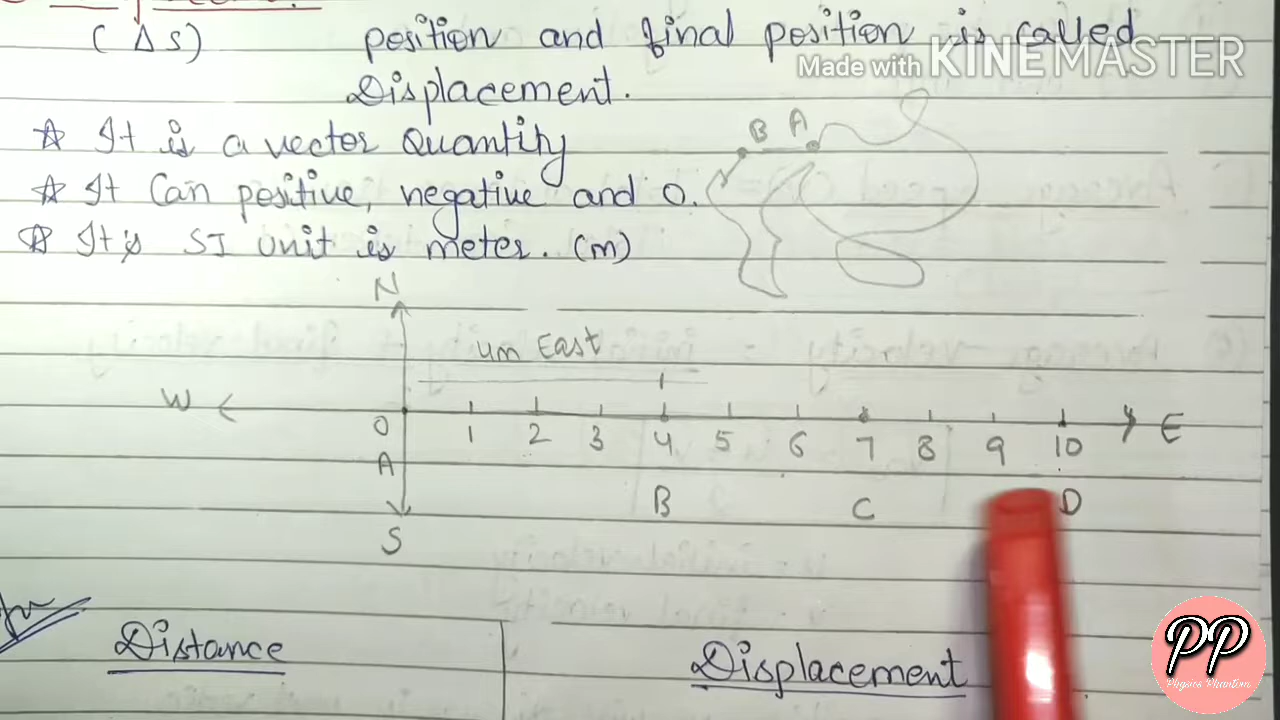 (Δs) position and final position is called
Made with KINEMASTER
Displacement.
☆ It is a vector Quantity
B A
☆ It Can positive, negative and 0.
☆ It's SI unit is meter. (m)
N
4m East
W E
0 1 2 3 4 5 6 7 8 9 10
A
B C D
S
Distance Displacement
PP
Physics Phantom